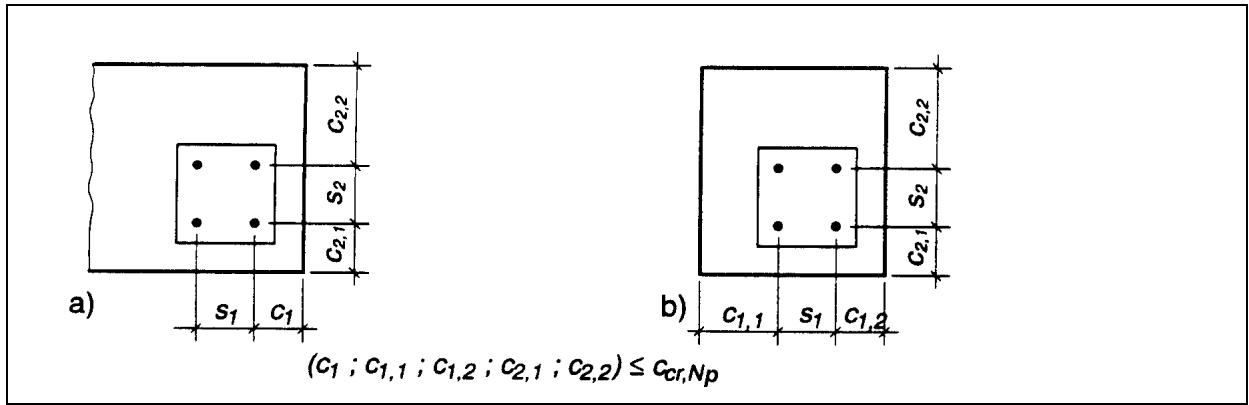 c2,2
s2
c2,1
a)
s1
c1
c2,2
s2
c2,1
b)
c1,1
s1
c1,2
(c1 ; c1,1 ; c1,2 ; c2,1 ; c2,2) ≤ ccr,Np